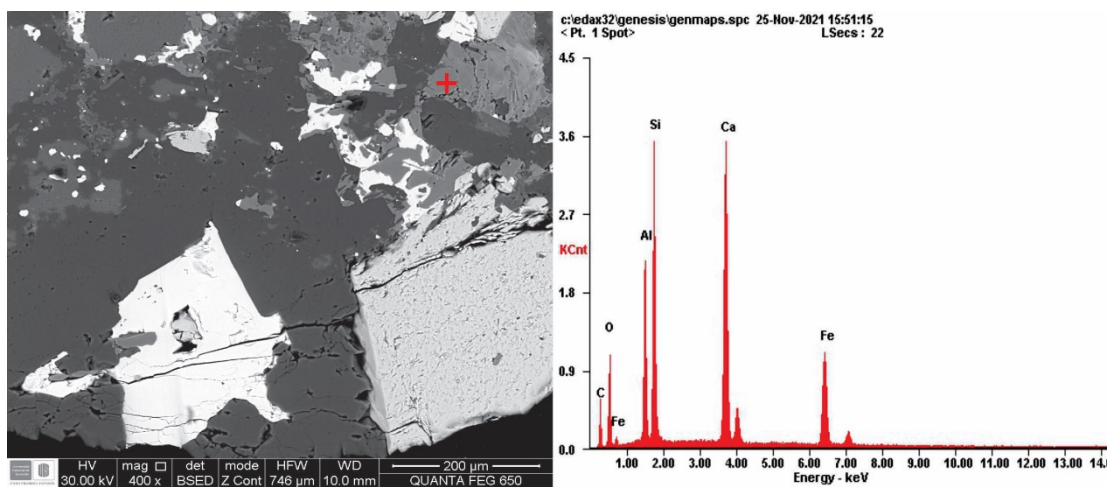 c:\edax32\genesis\genmaps.spc 25-Nov-2021 15:51:15
< Pt. 1 Spot> LSecs : 22
4.5
3.6
2.7
KCnt
1.8
0.9
0.0
Si
Ca
Al
O
C
Fe
Fe
1.00 2.00 3.00 4.00 5.00 6.00 7.00 8.00 9.00 10.00 11.00 12.00 13.00 14.0
Energy - keV
HV mag det mode HFW WD 200 µm
30.00 kV 400 x BSED Z Cont 746 µm 10.0 mm QUANTA FEG 650